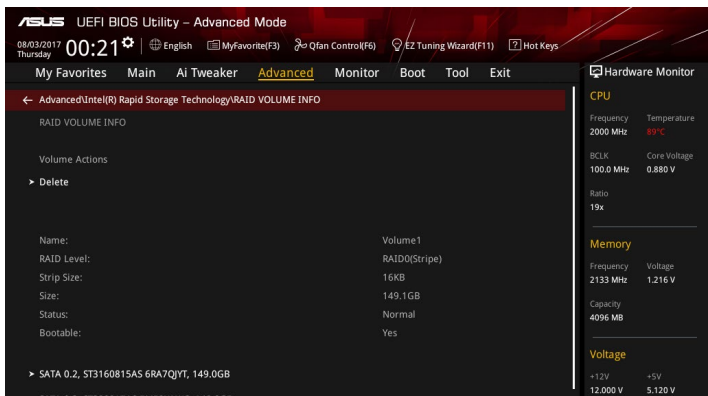 ASUS UEFI BIOS Utility – Advanced Mode
08/03/2017 Thursday 00:21 English MyFavorite(F3) Qfan Control(F6) EZ Tuning Wizard(F11) ? Hot Keys
My Favorites Main Ai Tweaker Advanced Monitor Boot Tool Exit
Hardware Monitor
← Advanced\Intel(R) Rapid Storage Technology\RAID VOLUME INFO
RAID VOLUME INFO
Volume Actions
> Delete
Name: Volume1
RAID Level: RAID0(Stripe)
Strip Size: 16KB
Size: 149.1GB
Status: Normal
Bootable: Yes
> SATA 0.2, ST3160815AS 6RA7QJYT, 149.0GB
CPU
Frequency Temperature
2000 MHz 89°C
BCLK Core Voltage
100.0 MHz 0.880 V
Ratio
19x
Memory
Frequency Voltage
2133 MHz 1.216 V
Capacity
4096 MB
Voltage
+12V +5V
12.000 V 5.120 V